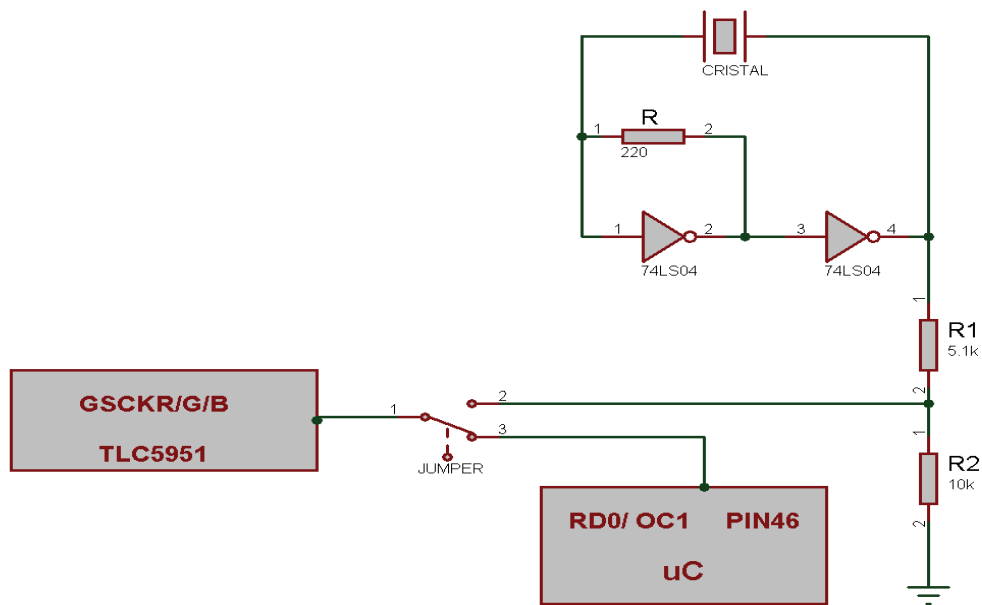 CRISTAL
R
1 2
220
1 2 3 4
74LS04 74LS04
1
R1
5.1k
2
GSCKR/G/B
TLC5951
1 2
3
JUMPER
1
R2
10k
2
RD0/ OC1 PIN46
uC